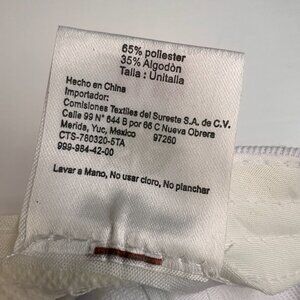 65% poliester
35% Algodòn
Talla : Unitalla
Hecho en China
Importador:
Comisiones Textiles del Sureste S.A. de C.V.
Calle 99 N° 644 B por 66 C Nueva Obrera
Merida, Yuc, Mexico 97260
CTS-780320-5TA
999-984-42-00
Lavar a Mano, No usar cloro, No planchar